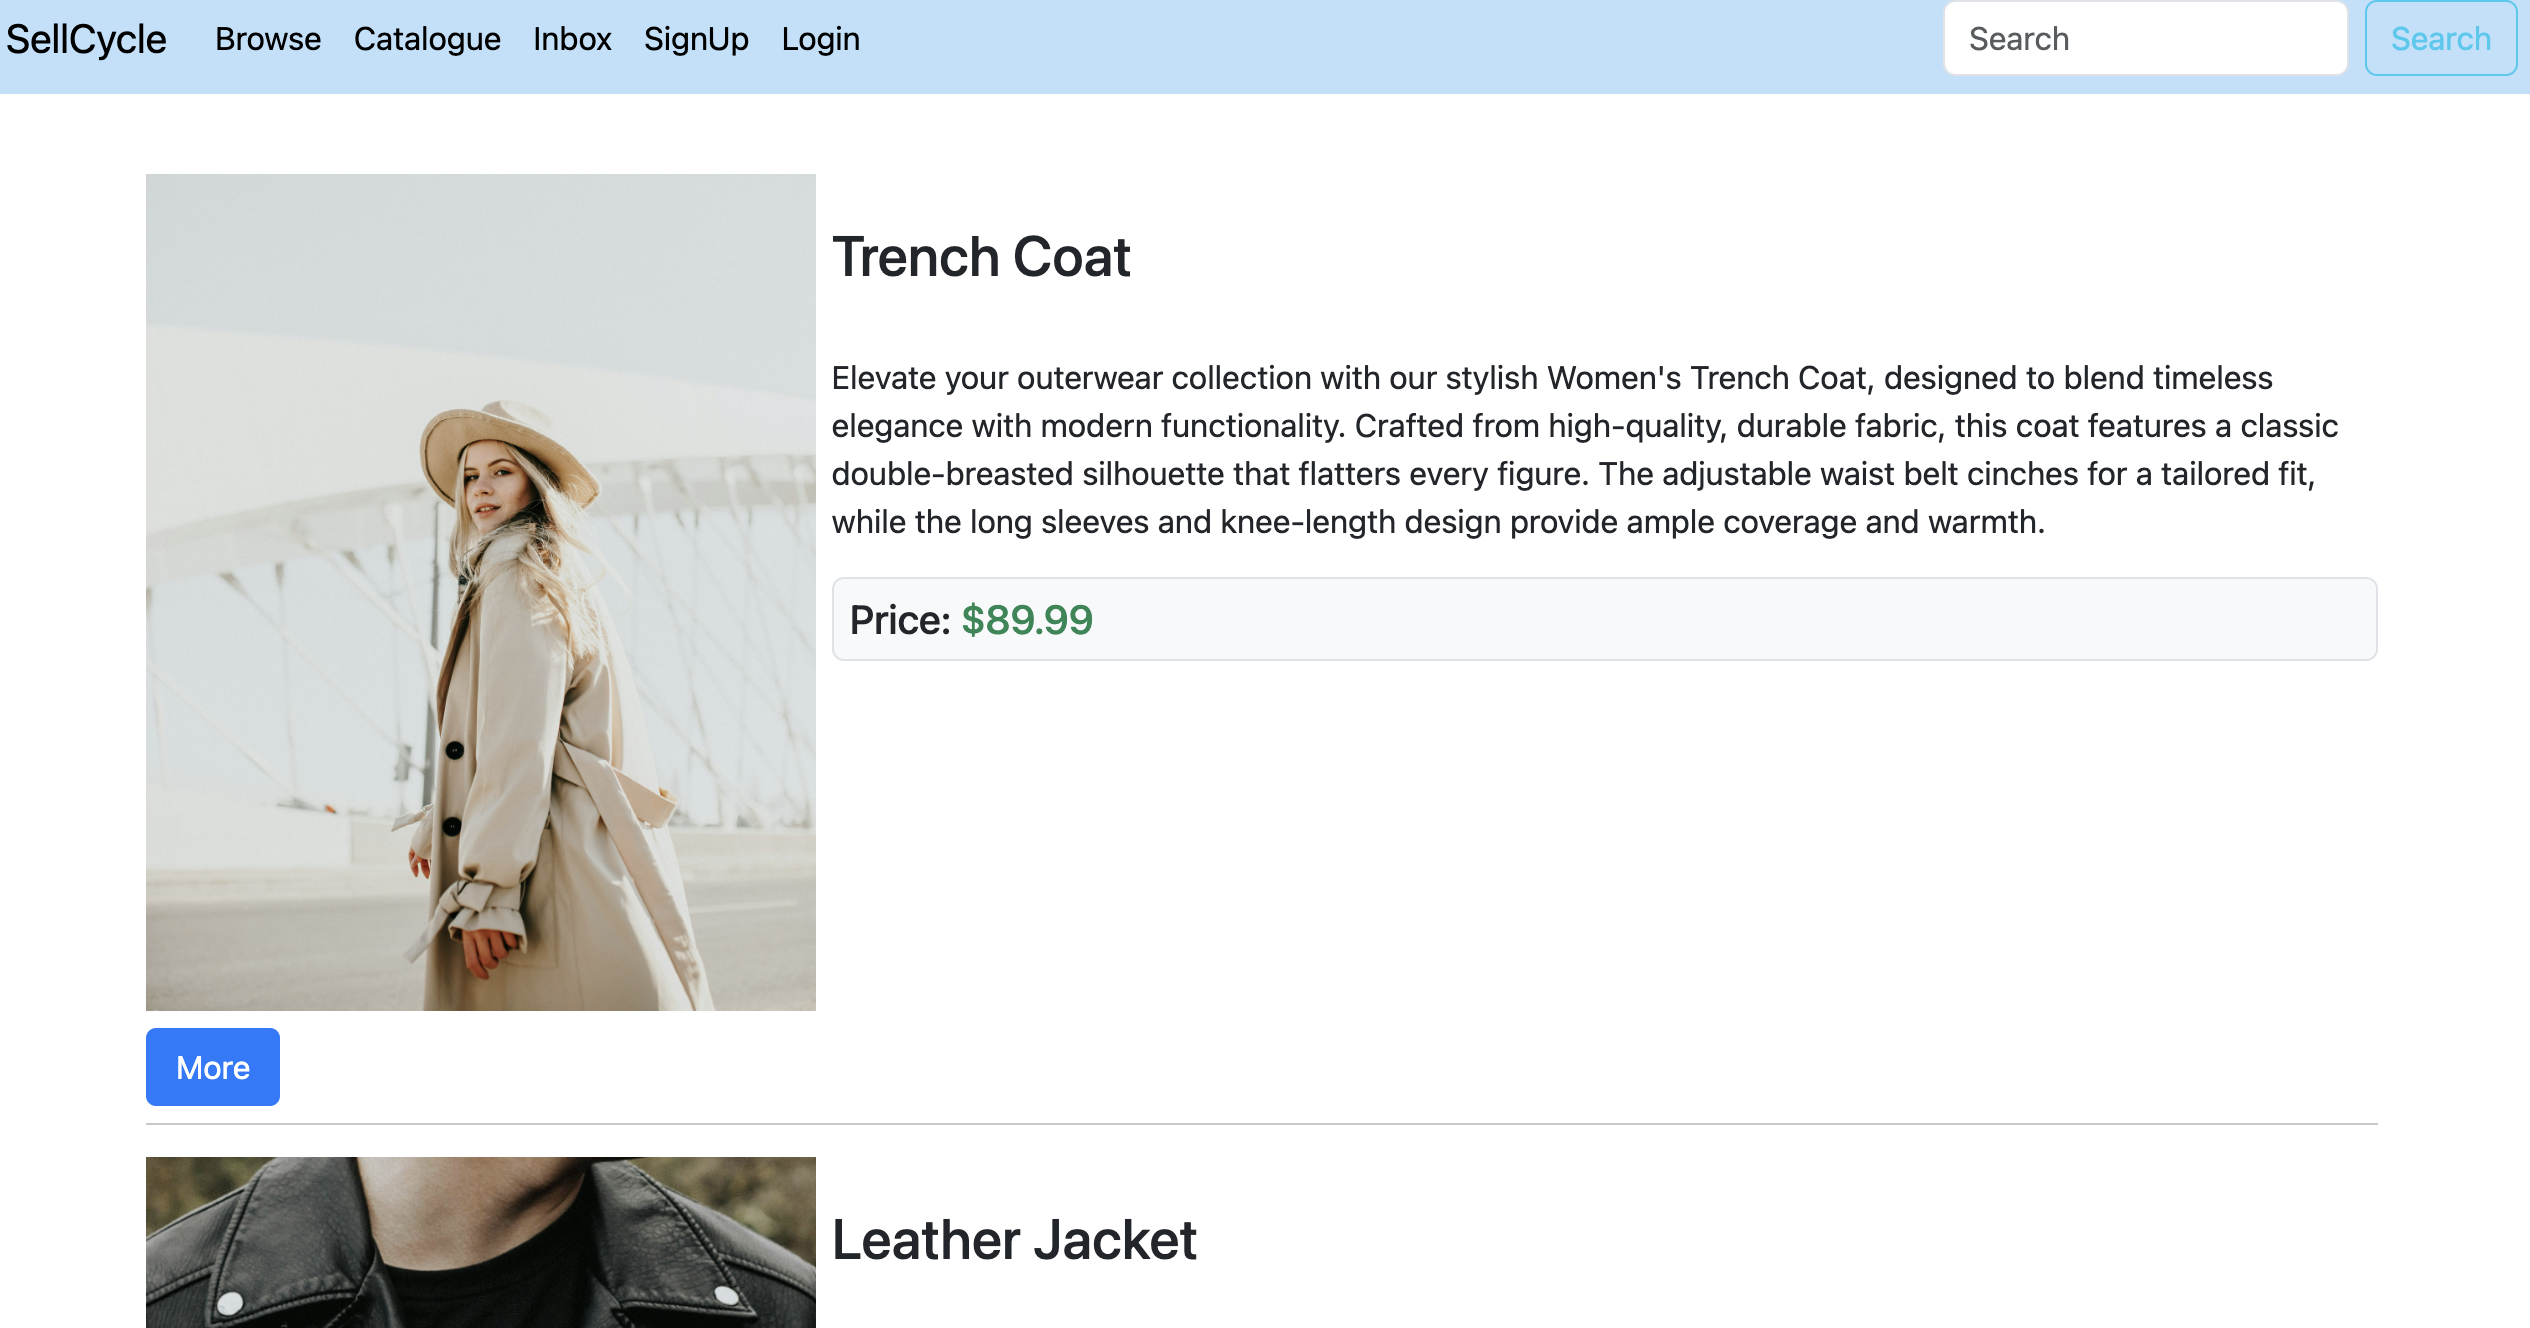 SellCycle Browse Catalogue Inbox SignUp Login Search Search
Trench Coat
Elevate your outerwear collection with our stylish Women's Trench Coat, designed to blend timeless
elegance with modern functionality. Crafted from high-quality, durable fabric, this coat features a classic
double-breasted silhouette that flatters every figure. The adjustable waist belt cinches for a tailored fit,
while the long sleeves and knee-length design provide ample coverage and warmth.
Price: $89.99
More
Leather Jacket